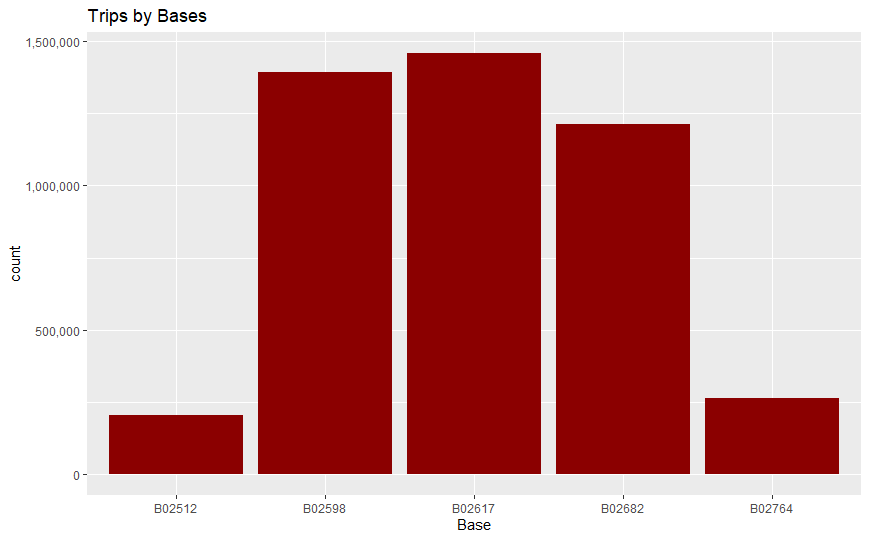 Trips by Bases
1,500,000
1,000,000
500,000
0
count
B02512 B02598 B02617 B02682 B02764
Base